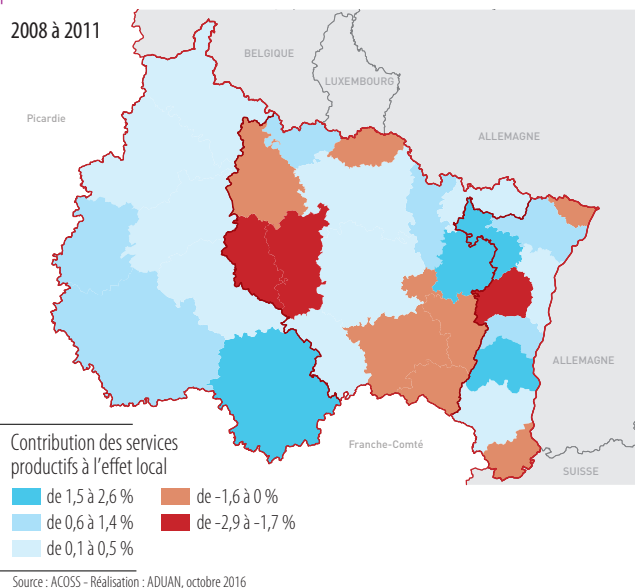 2008 à 2011
BELGIQUE
LUXEMBOURG
Picardie
ALLEMAGNE
ALLEMAGNE
Franche-Comté
SUISSE
Contribution des services
productifs à l'effet local
de 1,5 à 2,6 %
de -1,6 à 0 %
de 0,6 à 1,4 %
de -2,9 à -1,7 %
de 0,1 à 0,5 %
Source : ACOSS - Réalisation : ADUAN, octobre 2016